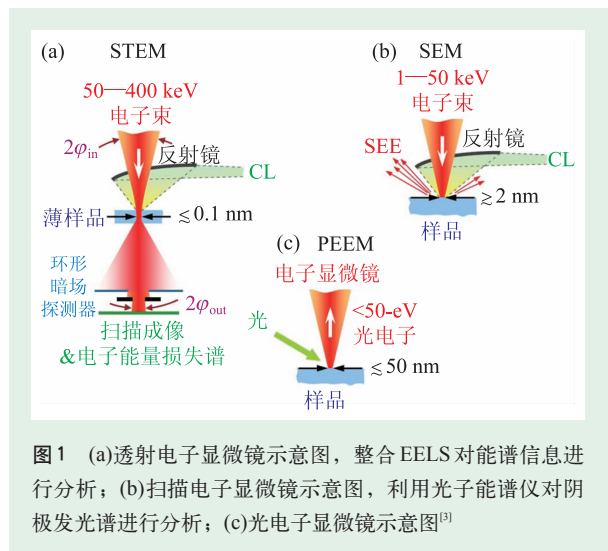 (a) STEM
50—400 keV
电子束
2φin
反射镜
CL
薄样品
≲0.1 nm
环形
暗场
探测器
2φout
扫描成像
&电子能量损失谱
(b) SEM
1—50 keV
电子束
SEE
反射镜
CL
≳2 nm
样品
(c) PEEM
电子显微镜
<50-eV
光电子
光
≲50 nm
样品
图1 (a)透射电子显微镜示意图，整合EELS对能谱信息进
行分析；(b)扫描电子显微镜示意图，利用光子能谱仪对阴
极发光谱进行分析；(c)光电子显微镜示意图[3]